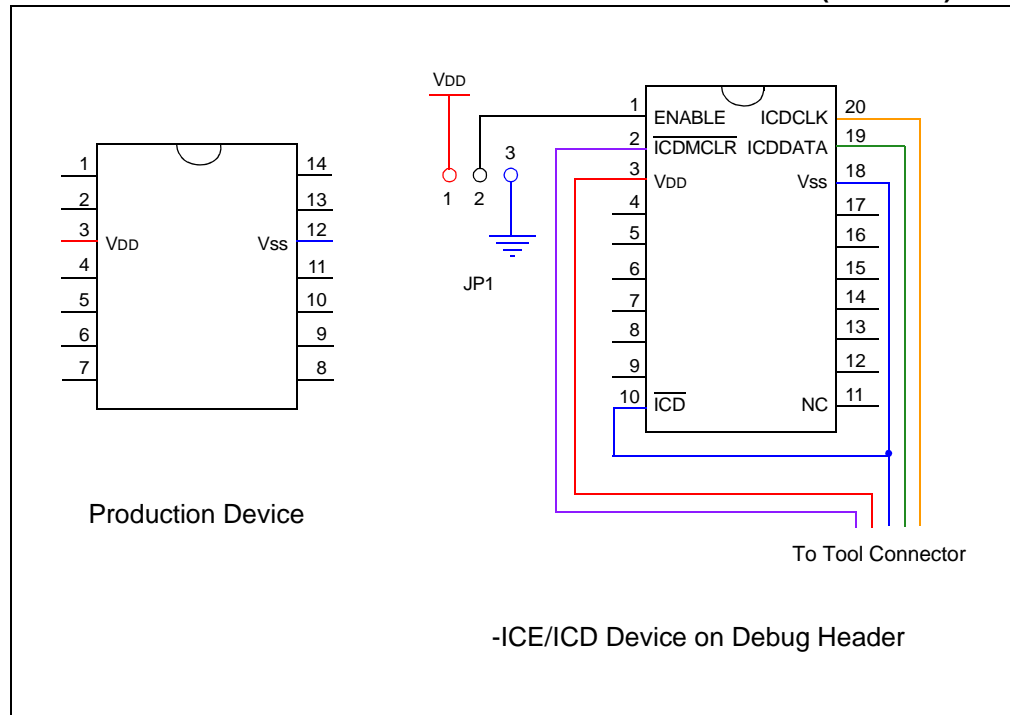 VDD
1 ENABLE ICDCLK 20
2 ICDMCLR ICDDATA 19
3 VDD Vss 18
4 17
5 16
6 15
7 14
8 13
9 12
10 ICD NC 11
1 2 3
JP1
1 14
2 13
3 VDD Vss 12
4 11
5 10
6 9
7 8
Production Device
To Tool Connector
-ICE/ICD Device on Debug Header